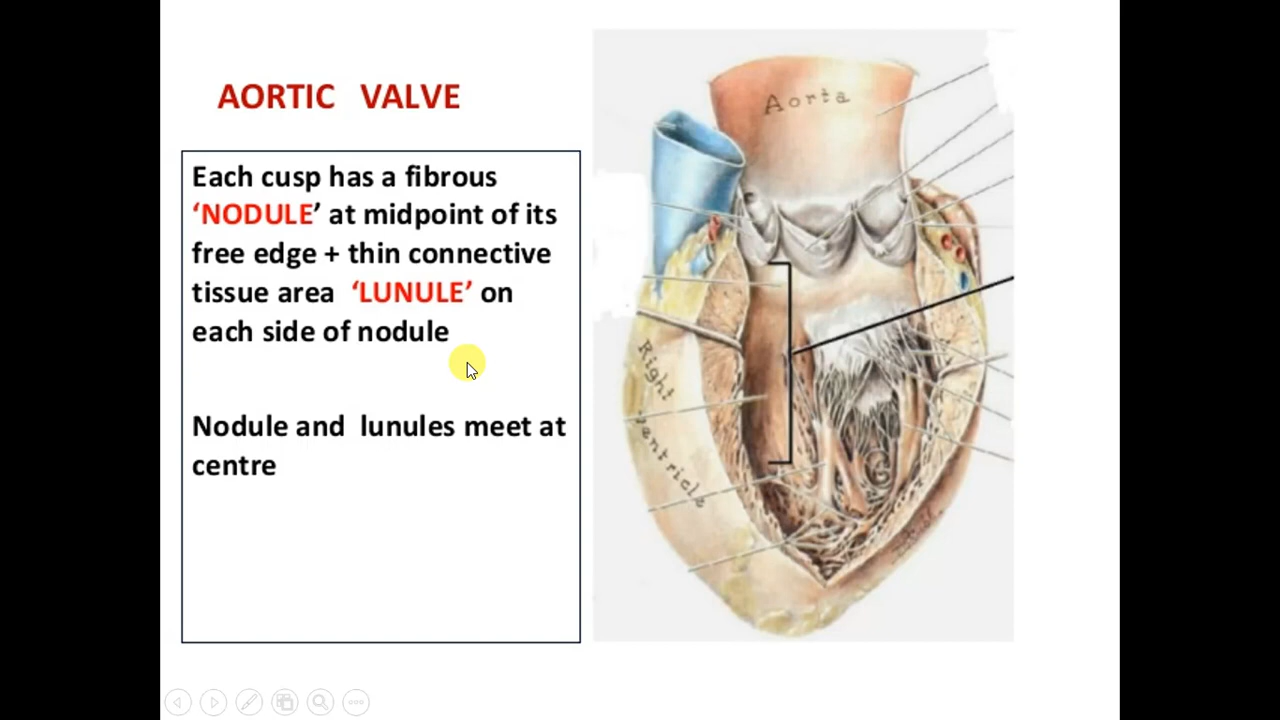 AORTIC VALVE
Each cusp has a fibrous
‘NODULE’ at midpoint of its
free edge + thin connective
tissue area ‘LUNULE’ on
each side of nodule
Nodule and lunules meet at
centre
Aorta
Right
ventricle